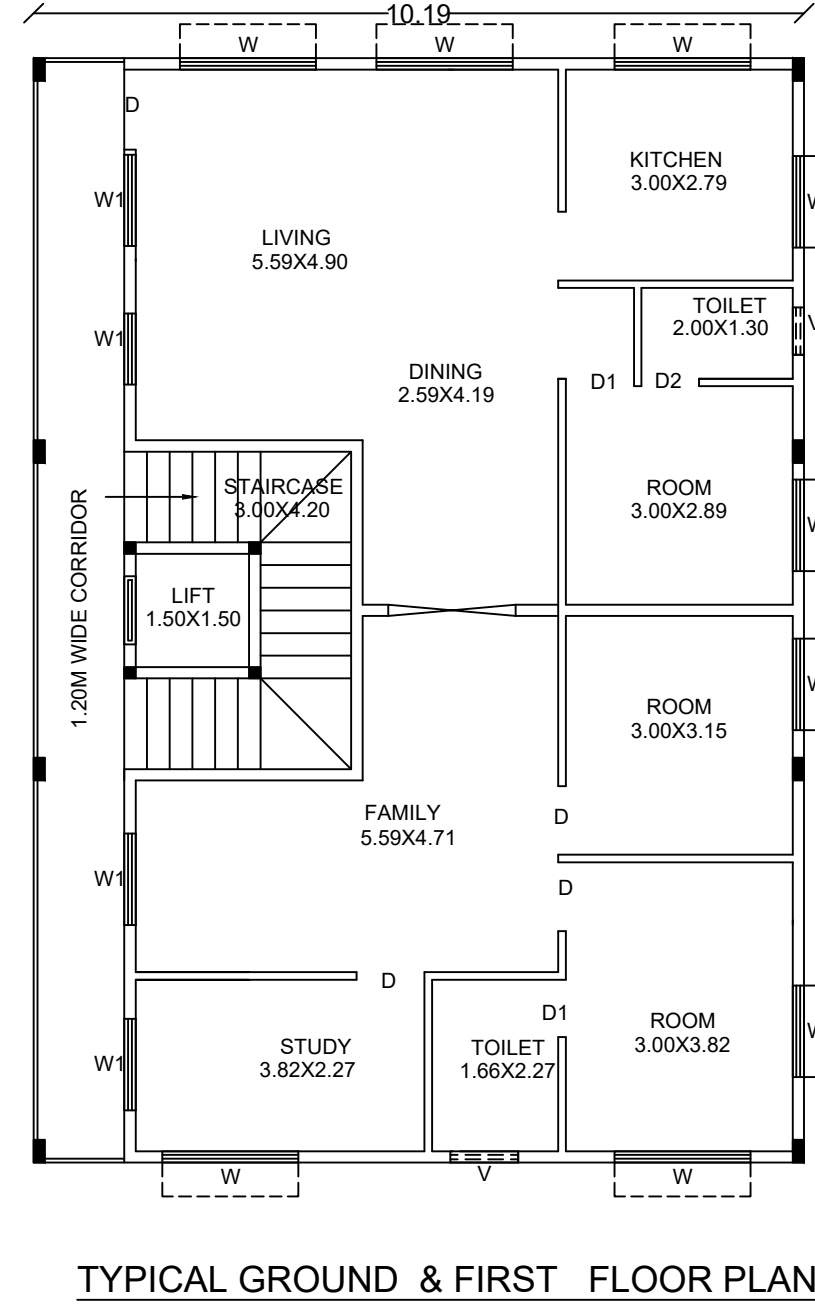 10.19
W
W
W
D
KITCHEN
3.00X2.79
W1
W
LIVING
5.59X4.90
TOILET
2.00X1.30
V
W1
DINING
2.59X4.19
D1
D2
STAIRCASE
3.00X4.20
ROOM
3.00X2.89
W
1.20M WIDE CORRIDOR
LIFT
1.50X1.50
ROOM
3.00X3.15
W
FAMILY
5.59X4.71
D
W1
D
D
D1
STUDY
3.82X2.27
TOILET
1.66X2.27
ROOM
3.00X3.82
W
W1
W
V
W
TYPICAL GROUND & FIRST FLOOR PLAN